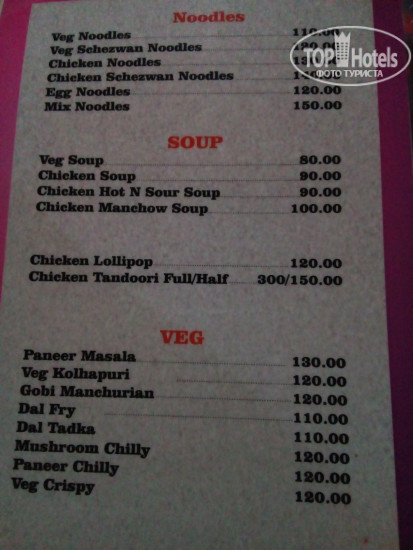 Noodles
Veg Noodles 110.00
Veg Schezwan Noodles 120.00
Chicken Noodles
Chicken Schezwan Noodles
Egg Noodles 120.00
Mix Noodles 150.00
TOP Hotels
ФОТО ТУРИСТА
SOUP
Veg Soup 80.00
Chicken Soup 90.00
Chicken Hot N Sour Soup 90.00
Chicken Manchow Soup 100.00
Chicken Lollipop 120.00
Chicken Tandoori Full/Half 300/150.00
VEG
Paneer Masala 130.00
Veg Kolhapuri 120.00
Gobi Manchurian 120.00
Dal Fry 110.00
Dal Tadka 110.00
Mushroom Chilly 120.00
Paneer Chilly 120.00
Veg Crispy 120.00